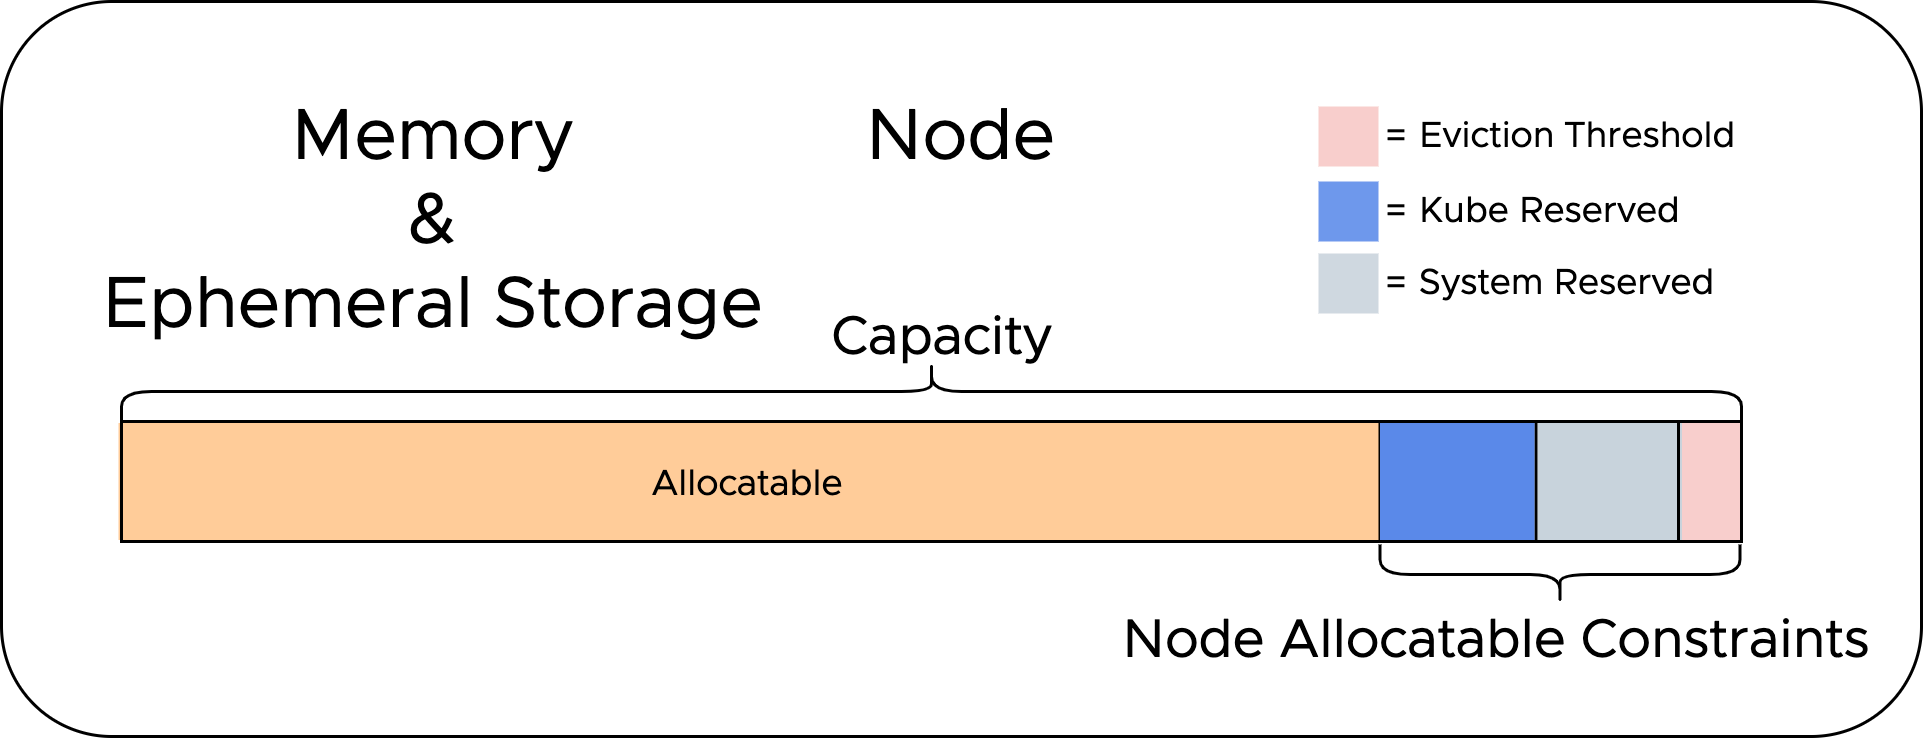 Memory
&
Ephemeral Storage
Node
= Eviction Threshold
= Kube Reserved
= System Reserved
Capacity
Allocatable
Node Allocatable Constraints